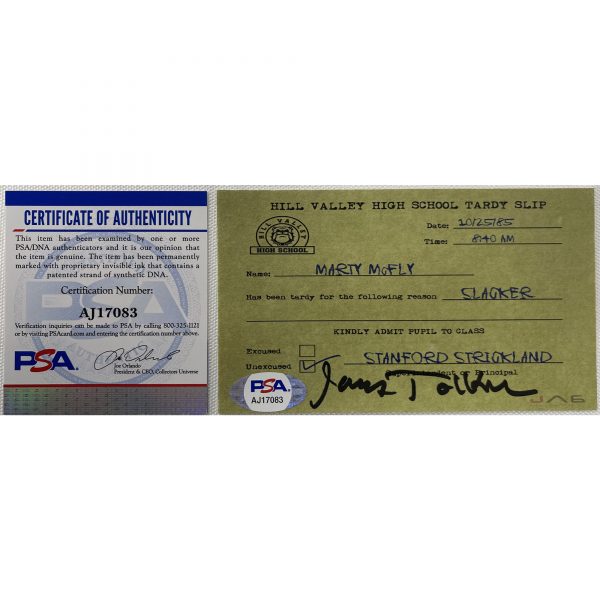 CERTIFICATE OF AUTHENTICITY
This item has been examined by one or more
PSA/DNA authenticators and it is our opinion that
the item is genuine. The item has been permanently
marked with proprietary invisible ink that contains a
patented strand of synthetic DNA.
Certification Number:
AJ17083
Verification inquiries can be made to PSA by calling 800-325-1121
or by visiting PSAcard.com and entering the certification number above.
PSA
Joe Orlando
President & CEO, Collectors Universe
HILL VALLEY HIGH SCHOOL TARDY SLIP
HILL VALLEY
HIGH SCHOOL
Date: 10/25/85
Time: 8:40 AM
Name: MARTY McFLY
Has been tardy for the following reason SLACKER
KINDLY ADMIT PUPIL TO CLASS
Excused
Unexcused STANFORD STRICKLAND
Superintendent or Principal
James Tolkan
PSA
AJ17083
JAG